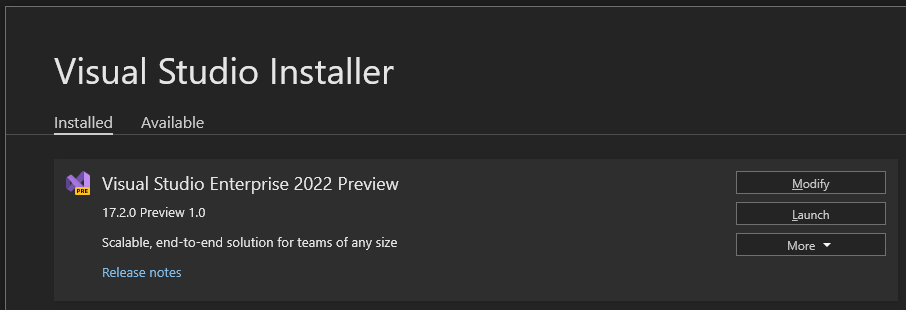 Visual Studio Installer
Installed Available
Visual Studio Enterprise 2022 Preview
PRE
17.2.0 Preview 1.0
Scalable, end-to-end solution for teams of any size
Release notes
Modify
Launch
More